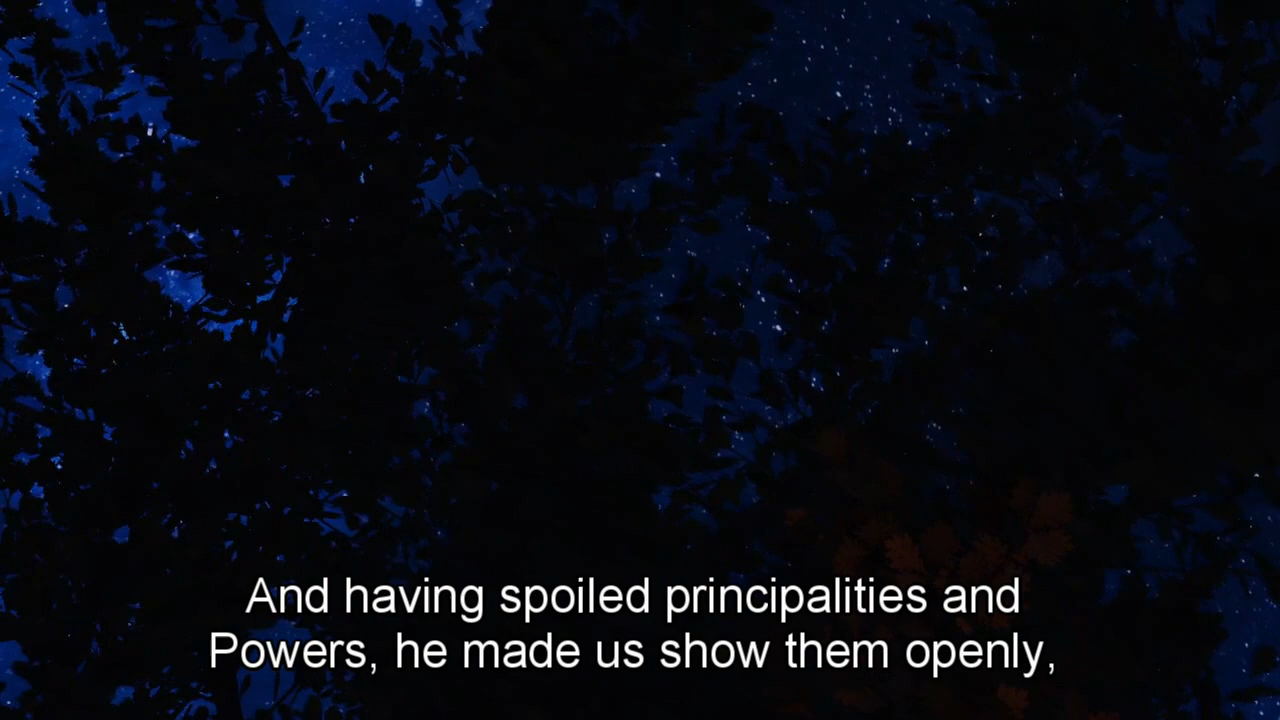 And having spoiled principalities and
Powers, he made us show them openly,